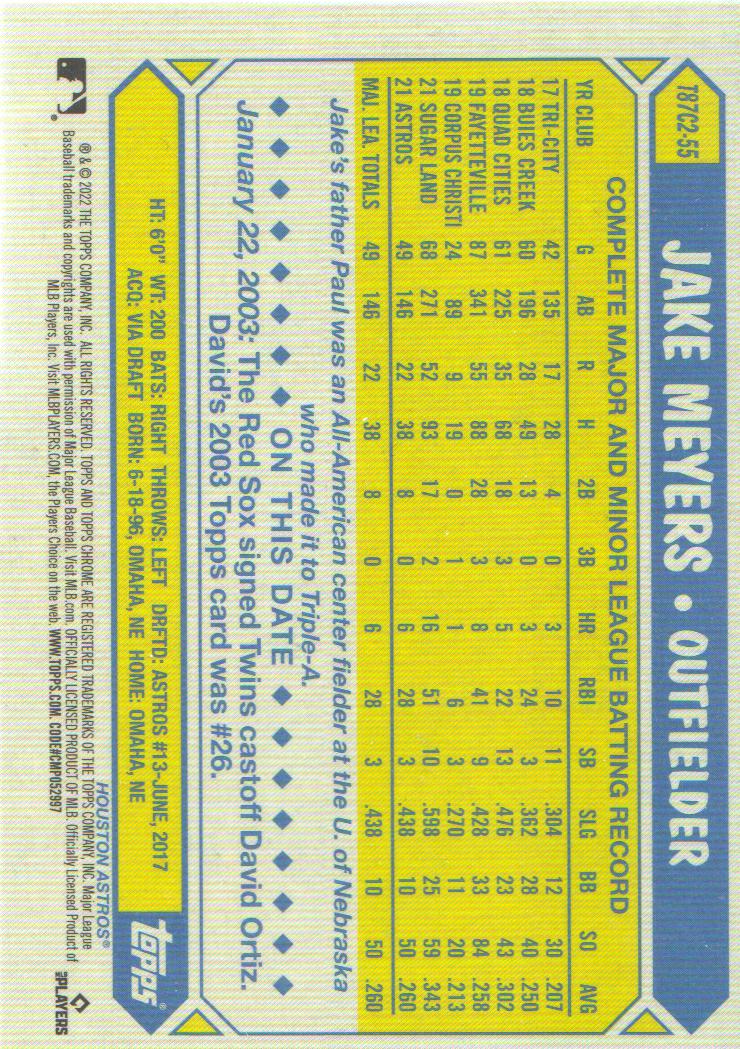 T87C2-55
JAKE MEYERS • OUTFIELDER
COMPLETE MAJOR AND MINOR LEAGUE BATTING RECORD
YR CLUB G AB R H 2B 3B HR RBI SB SLG BB SO AVG
17 TRI-CITY 42 135 17 28 4 0 3 10 11 .304 12 30 .207
18 BUIES CREEK 60 196 28 49 13 0 3 24 3 .362 28 40 .250
18 QUAD CITIES 61 225 35 68 18 3 5 22 13 .476 23 43 .302
19 FAYETTEVILLE 87 341 55 88 28 3 8 41 9 .428 33 84 .258
19 CORPUS CHRISTI 24 89 9 19 0 1 1 6 3 .270 11 20 .213
21 SUGAR LAND 68 271 52 93 17 2 16 51 10 .598 25 59 .343
21 ASTROS 49 146 22 38 8 0 6 28 3 .438 10 50 .260
MAJ. LEA. TOTALS 49 146 22 38 8 0 6 28 3 .438 10 50 .260
Jake's father Paul was an All-American center fielder at the U. of Nebraska
who made it to Triple-A.
◆ ◆ ◆ ◆ ◆ ◆ ◆ ◆ ON THIS DATE ◆ ◆ ◆ ◆ ◆ ◆ ◆ ◆
January 22, 2003: The Red Sox signed Twins castoff David Ortiz.
David's 2003 Topps card was #26.
HT: 6'0" WT: 200 BATS: RIGHT THROWS: LEFT DRFTD: ASTROS #13-JUNE, 2017
ACQ: VIA DRAFT BORN: 6-18-96, OMAHA, NE HOME: OMAHA, NE
topps®
HOUSTON ASTROS®
® & © 2022 THE TOPPS COMPANY, INC. ALL RIGHTS RESERVED. TOPPS AND TOPPS CHROME ARE REGISTERED TRADEMARKS OF THE TOPPS COMPANY, INC. Major League
Baseball trademarks and copyrights are used with permission of Major League Baseball. Visit MLB.com. OFFICIALLY LICENSED PRODUCT OF MLB. Officially Licensed Product of
MLB Players, Inc. Visit MLBPLAYERS.COM, the Players Choice on the web. WWW.TOPPS.COM. CODE#CMP052997
MLB PLAYERS